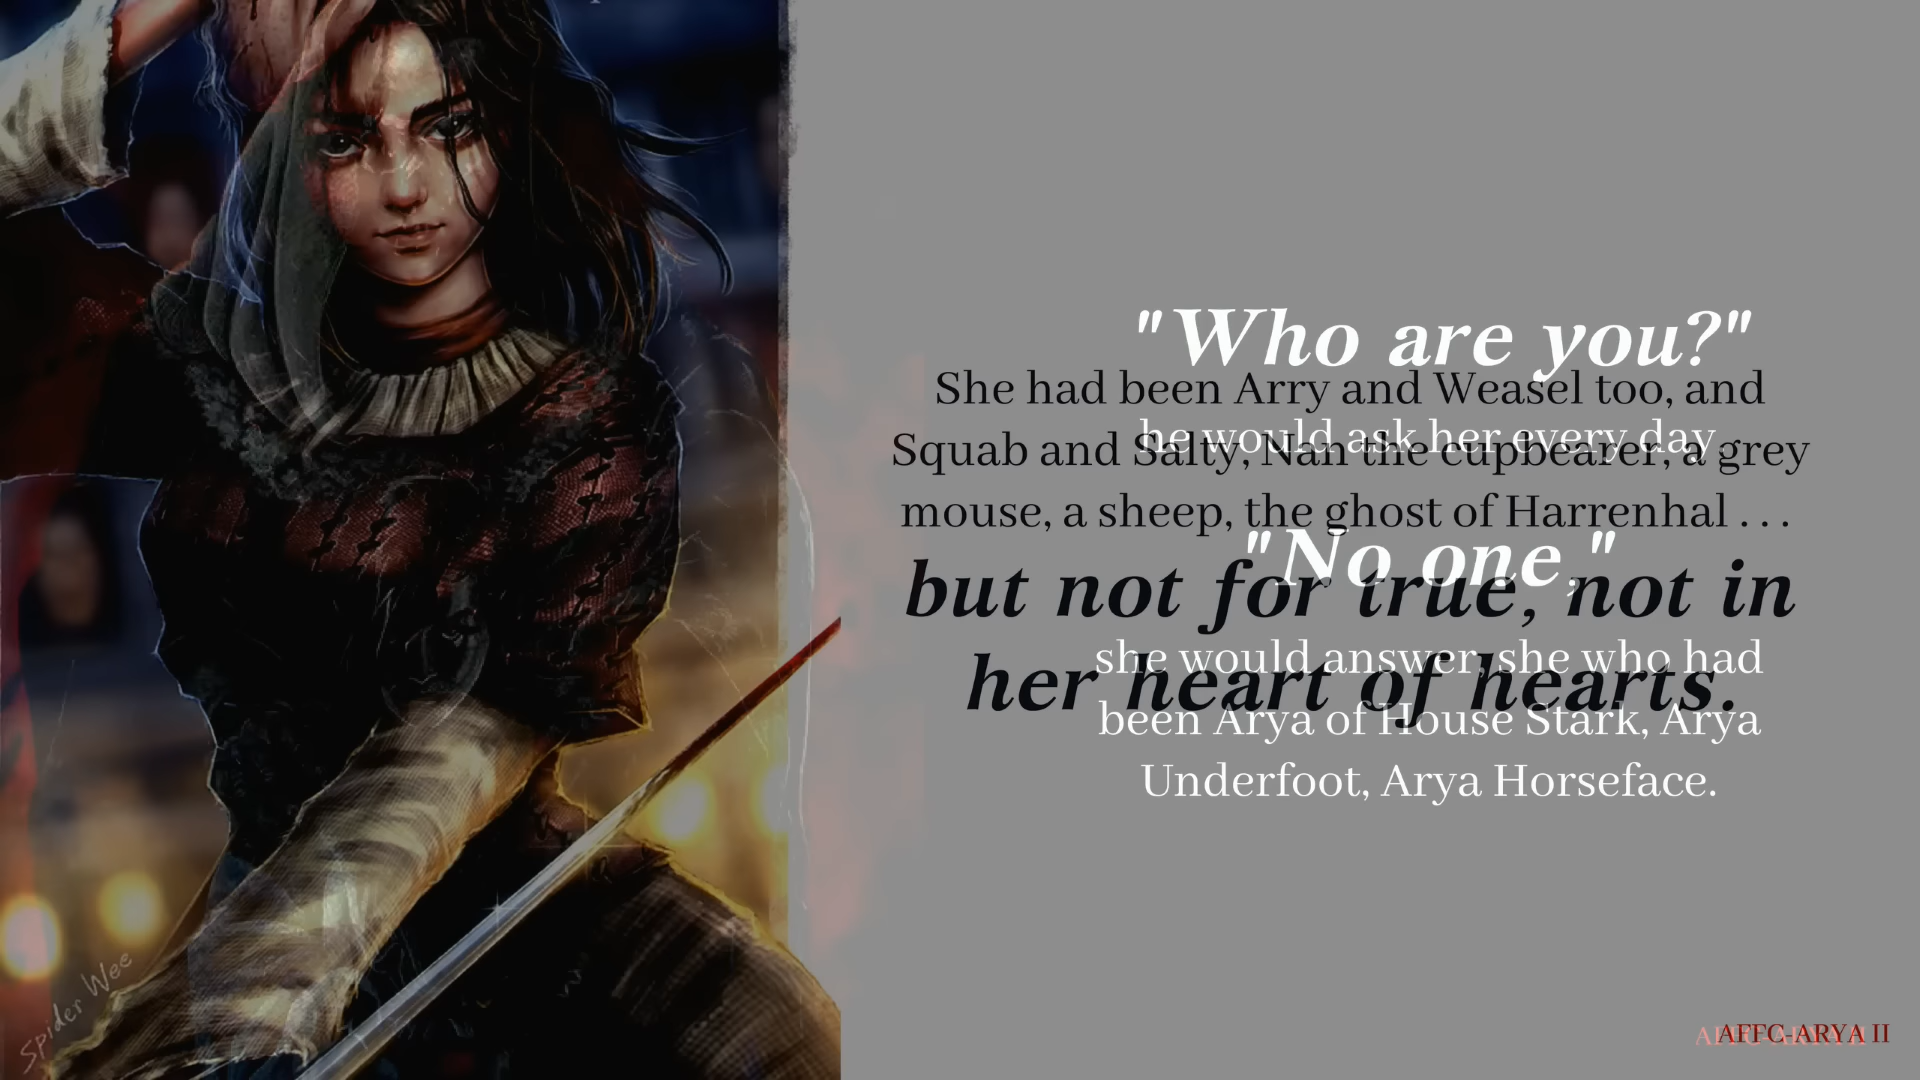 "Who are you?"
he would ask her every day
"No one,"
she would answer, she who had
been Arya of House Stark, Arya
Underfoot, Arya Horseface.
She had been Arry and Weasel too, and
Squab and Salty, Nan the cupbearer, a grey
mouse, a sheep, the ghost of Harrenhal . . .
but not for true, not in
her heart of hearts.
Spider Wee
AFFC-ARYA II